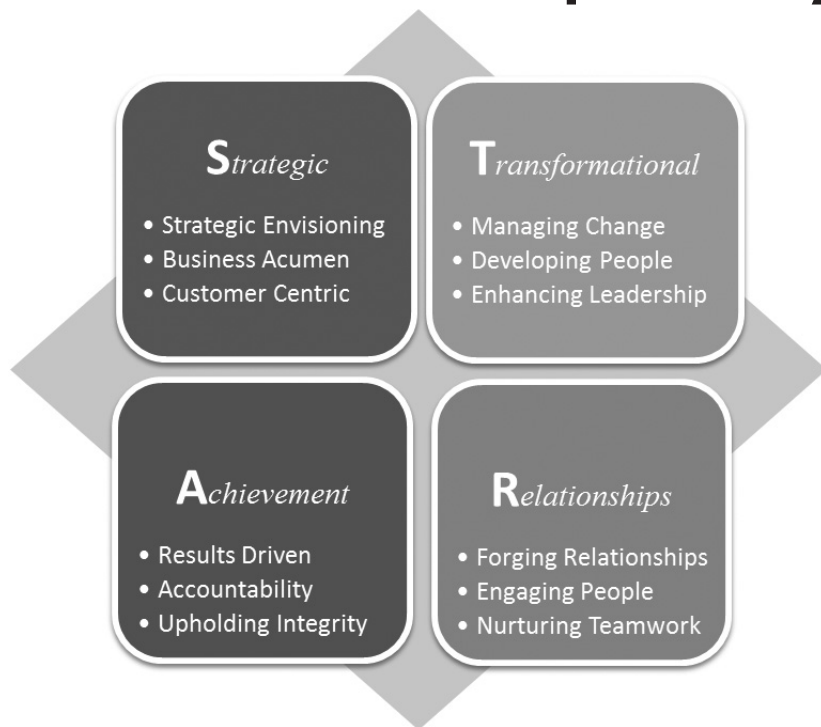 Strategic
• Strategic Envisioning
• Business Acumen
• Customer Centric
Transformational
• Managing Change
• Developing People
• Enhancing Leadership
Achievement
• Results Driven
• Accountability
• Upholding Integrity
Relationships
• Forging Relationships
• Engaging People
• Nurturing Teamwork